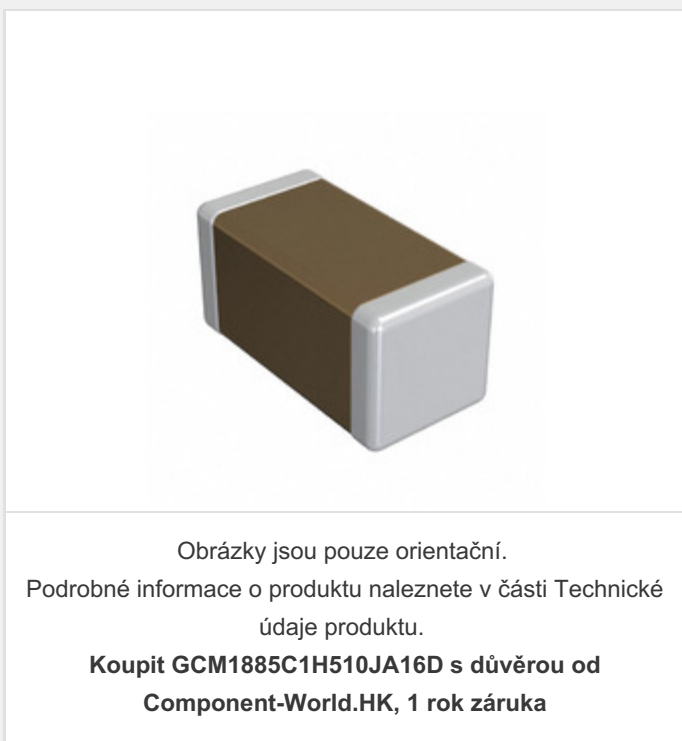 Obrázky jsou pouze orientační.
Podrobné informace o produktu naleznete v části Technické
údaje produktu.
Koupit GCM1885C1H510JA16D s důvěrou od
Component-World.HK, 1 rok záruka